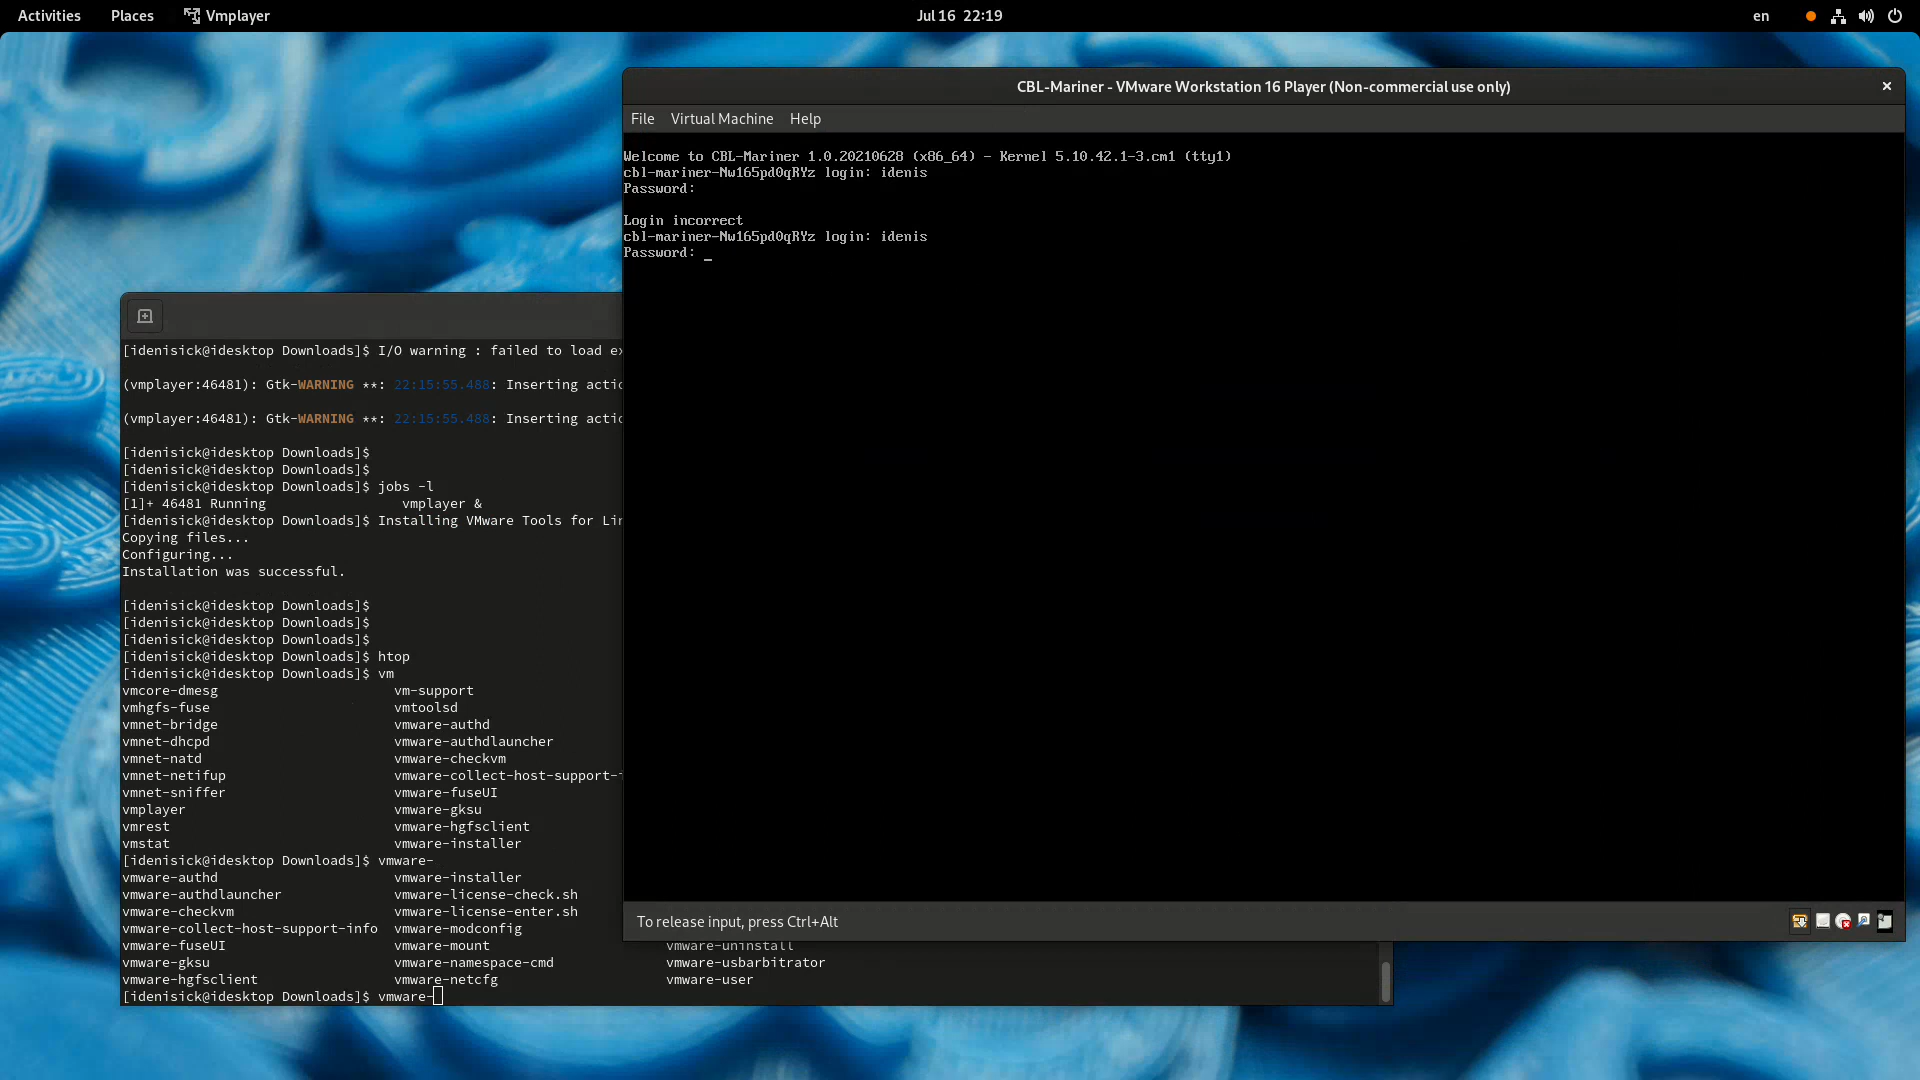 Activities Places Vmplayer Jul 16 22:19 en
CBL-Mariner - VMware Workstation 16 Player (Non-commercial use only)
File Virtual Machine Help
Welcome to CBL-Mariner 1.0.20210628 (x86_64) - Kernel 5.10.42.1-3.cm1 (tty1)
cbl-mariner-Nw165pd0qRYz login: idenis
Password:
Login incorrect
cbl-mariner-Nw165pd0qRYz login: idenis
Password: _
To release input, press Ctrl+Alt
[idenisick@idesktop Downloads]$ I/O warning : failed to load ex
(vmplayer:46481): Gtk-WARNING **: 22:15:55.488: Inserting actio
(vmplayer:46481): Gtk-WARNING **: 22:15:55.488: Inserting actio
[idenisick@idesktop Downloads]$
[idenisick@idesktop Downloads]$
[idenisick@idesktop Downloads]$ jobs -l
[1]+ 46481 Running vmplayer &
[idenisick@idesktop Downloads]$ Installing VMware Tools for Lin
Copying files...
Configuring...
Installation was successful.
[idenisick@idesktop Downloads]$
[idenisick@idesktop Downloads]$
[idenisick@idesktop Downloads]$
[idenisick@idesktop Downloads]$ htop
[idenisick@idesktop Downloads]$ vm
vmcore-dmesg vm-support
vmhgfs-fuse vmtoolsd
vmnet-bridge vmware-authd
vmnet-dhcpd vmware-authdlauncher
vmnet-natd vmware-checkvm
vmnet-netifup vmware-collect-host-support-i
vmnet-sniffer vmware-fuseUI
vmplayer vmware-gksu
vmrest vmware-hgfsclient
vmstat vmware-installer
[idenisick@idesktop Downloads]$ vmware-
vmware-authd vmware-installer
vmware-authdlauncher vmware-license-check.sh
vmware-checkvm vmware-license-enter.sh
vmware-collect-host-support-info vmware-modconfig
vmware-fuseUI vmware-mount vmware-uninstall
vmware-gksu vmware-namespace-cmd vmware-usbarbitrator
vmware-hgfsclient vmware-netcfg vmware-user
[idenisick@idesktop Downloads]$ vmware-